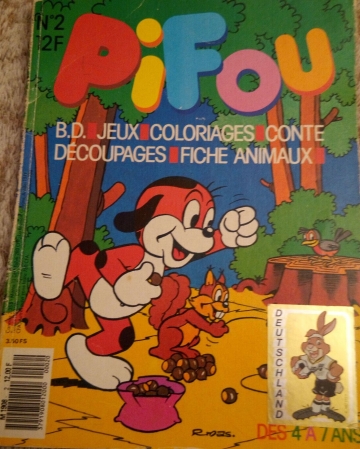 N°2
12F
PIFOU
B.D. JEUX COLORIAGES CONTE
DÉCOUPAGES FICHE ANIMAUX
DEUTSCHLAND
DES 4 A 7 ANS